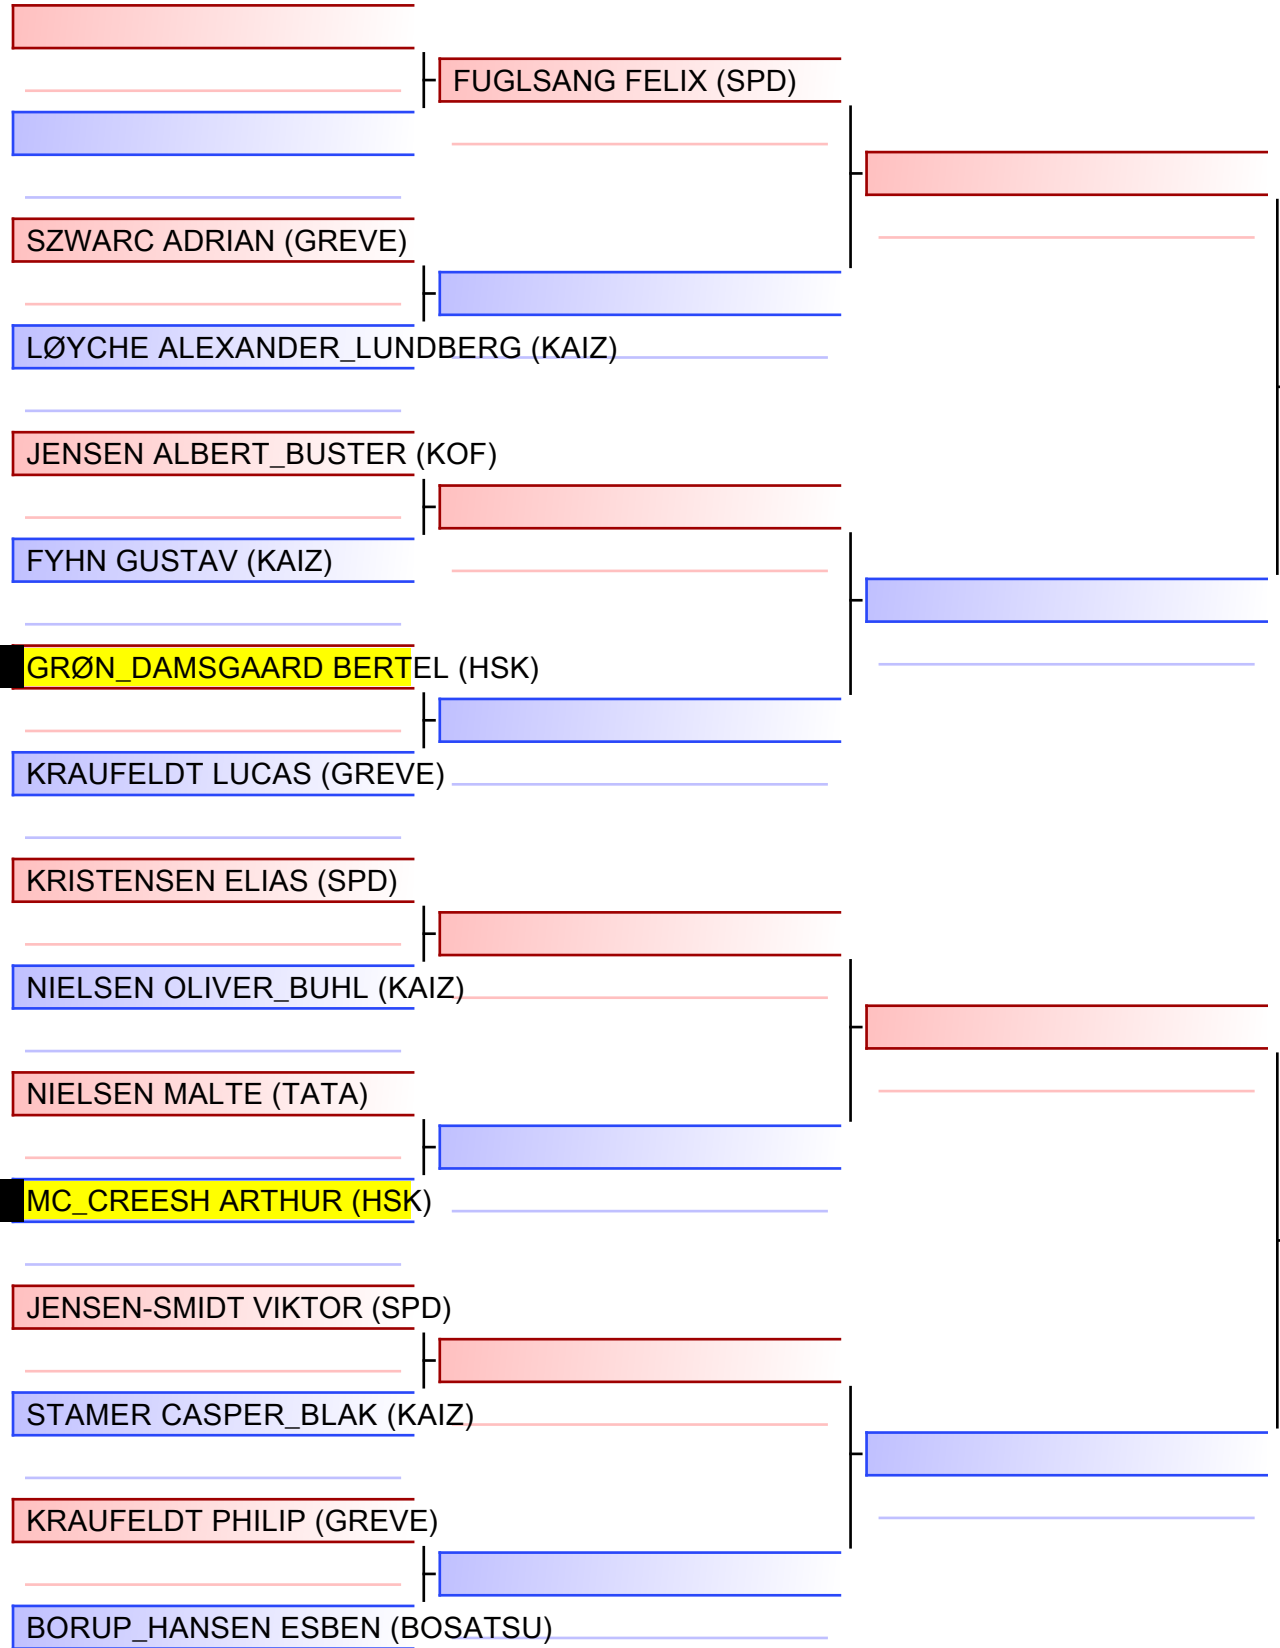 FUGLSANG FELIX (SPD)
SZWARC ADRIAN (GREVE)
LØYCHE ALEXANDER_LUNDBERG (KAIZ)
JENSEN ALBERT_BUSTER (KOF)
FYHN GUSTAV (KAIZ)
GRØN_DAMSGAARD BERTEL (HSK)
KRAUFELDT LUCAS (GREVE)
KRISTENSEN ELIAS (SPD)
NIELSEN OLIVER_BUHL (KAIZ)
NIELSEN MALTE (TATA)
MC_CREESH ARTHUR (HSK)
JENSEN-SMIDT VIKTOR (SPD)
STAMER CASPER_BLAK (KAIZ)
KRAUFELDT PHILIP (GREVE)
BORUP_HANSEN ESBEN (BOSATSU)